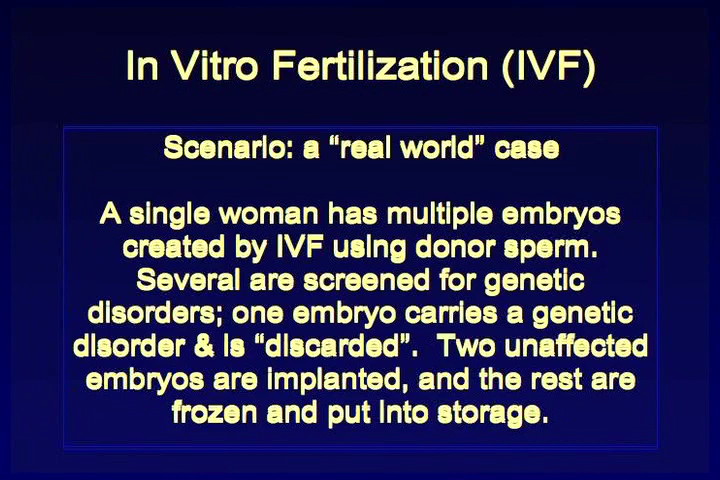 In Vitro Fertilization (IVF)
Scenario: a “real world” case
A single woman has multiple embryos
created by IVF using donor sperm.
Several are screened for genetic
disorders; one embryo carries a genetic
disorder & is “discarded”.  Two unaffected
embryos are implanted, and the rest are
frozen and put into storage.